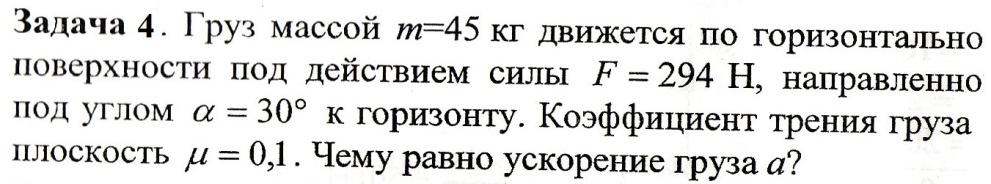 Задача 4. Груз массой m=45 кг движется по горизонтально
поверхности под действием силы F = 294 Н, направленно
под углом α = 30° к горизонту. Коэффициент трения груза
плоскость μ = 0,1. Чему равно ускорение груза a?